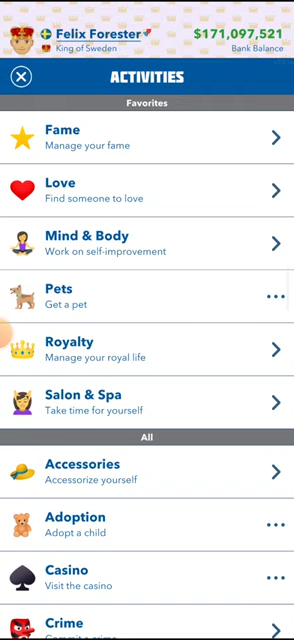 Felix Forester
$171,097,521
King of Sweden
Bank Balance
ACTIVITIES
Favorites
Fame
Manage your fame
Love
Find someone to love
Mind & Body
Work on self-improvement
Pets
Get a pet
Royalty
Manage your royal life
Salon & Spa
Take time for yourself
All
Accessories
Accessorize yourself
Adoption
Adopt a child
Casino
Visit the casino
Crime
Commit a crime